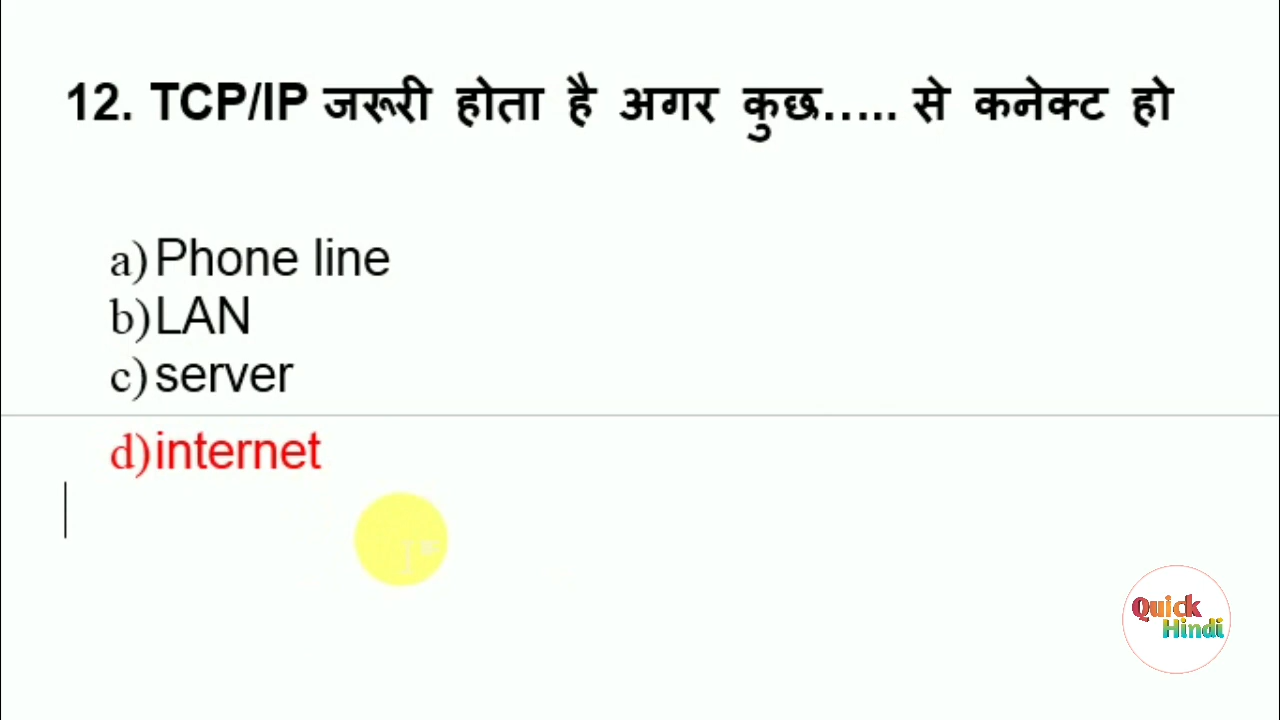 12. TCP/IP जरूरी होता है अगर कुछ..... से कनेक्ट हो
a) Phone line
b) LAN
c) server
d) internet
Quick
Hindi